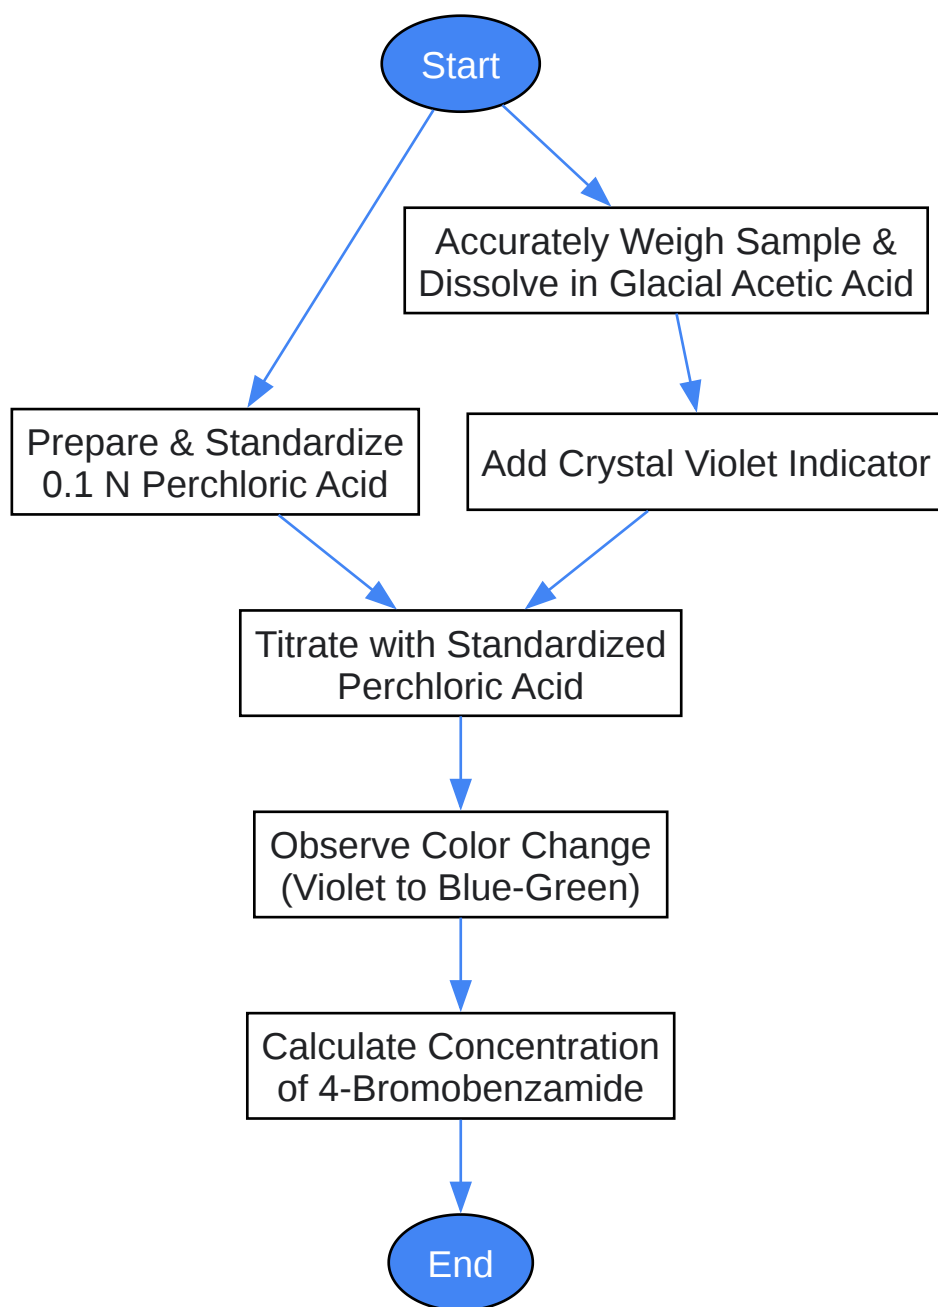 Start
Accurately Weigh Sample &
Dissolve in Glacial Acetic Acid
Prepare & Standardize
0.1 N Perchloric Acid
Add Crystal Violet Indicator
Titrate with Standardized
Perchloric Acid
Observe Color Change
(Violet to Blue-Green)
Calculate Concentration
of 4-Bromobenzamide
End